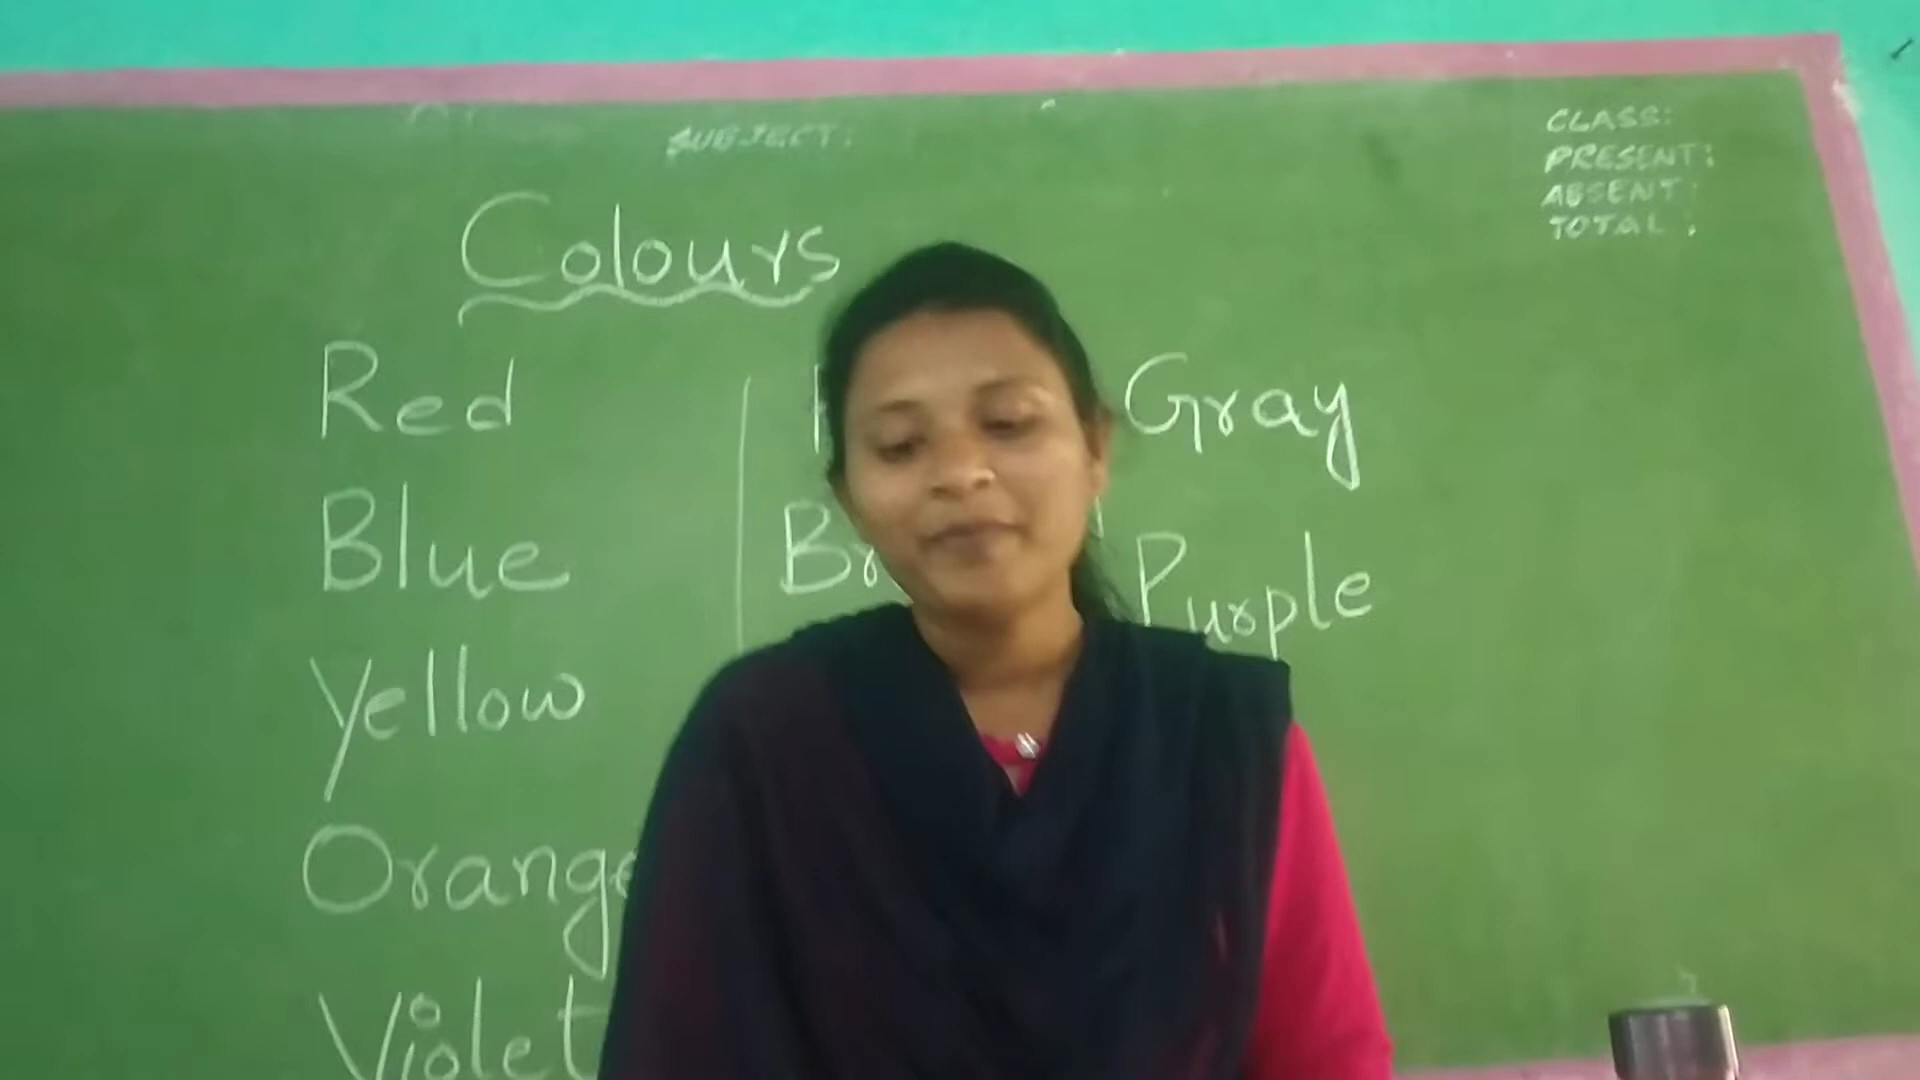 SUBJECT:
CLASS:
PRESENT:
ABSENT:
TOTAL:
Colours
Red
Blue
Yellow
Orange
Violet
Gray
Purple